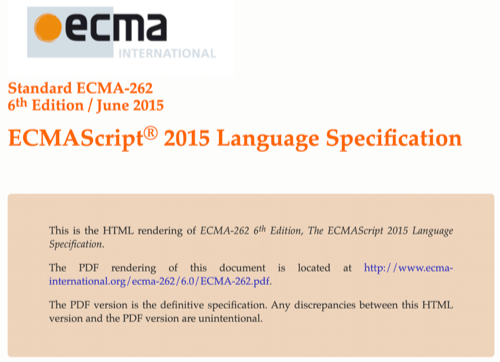 ecma
INTERNATIONAL
Standard ECMA-262
6th Edition / June 2015
ECMAScript® 2015 Language Specification
This is the HTML rendering of ECMA-262 6th Edition, The ECMAScript 2015 Language
Specification.
The PDF rendering of this document is located at http://www.ecma-
international.org/ecma-262/6.0/ECMA-262.pdf.
The PDF version is the definitive specification. Any discrepancies between this HTML
version and the PDF version are unintentional.